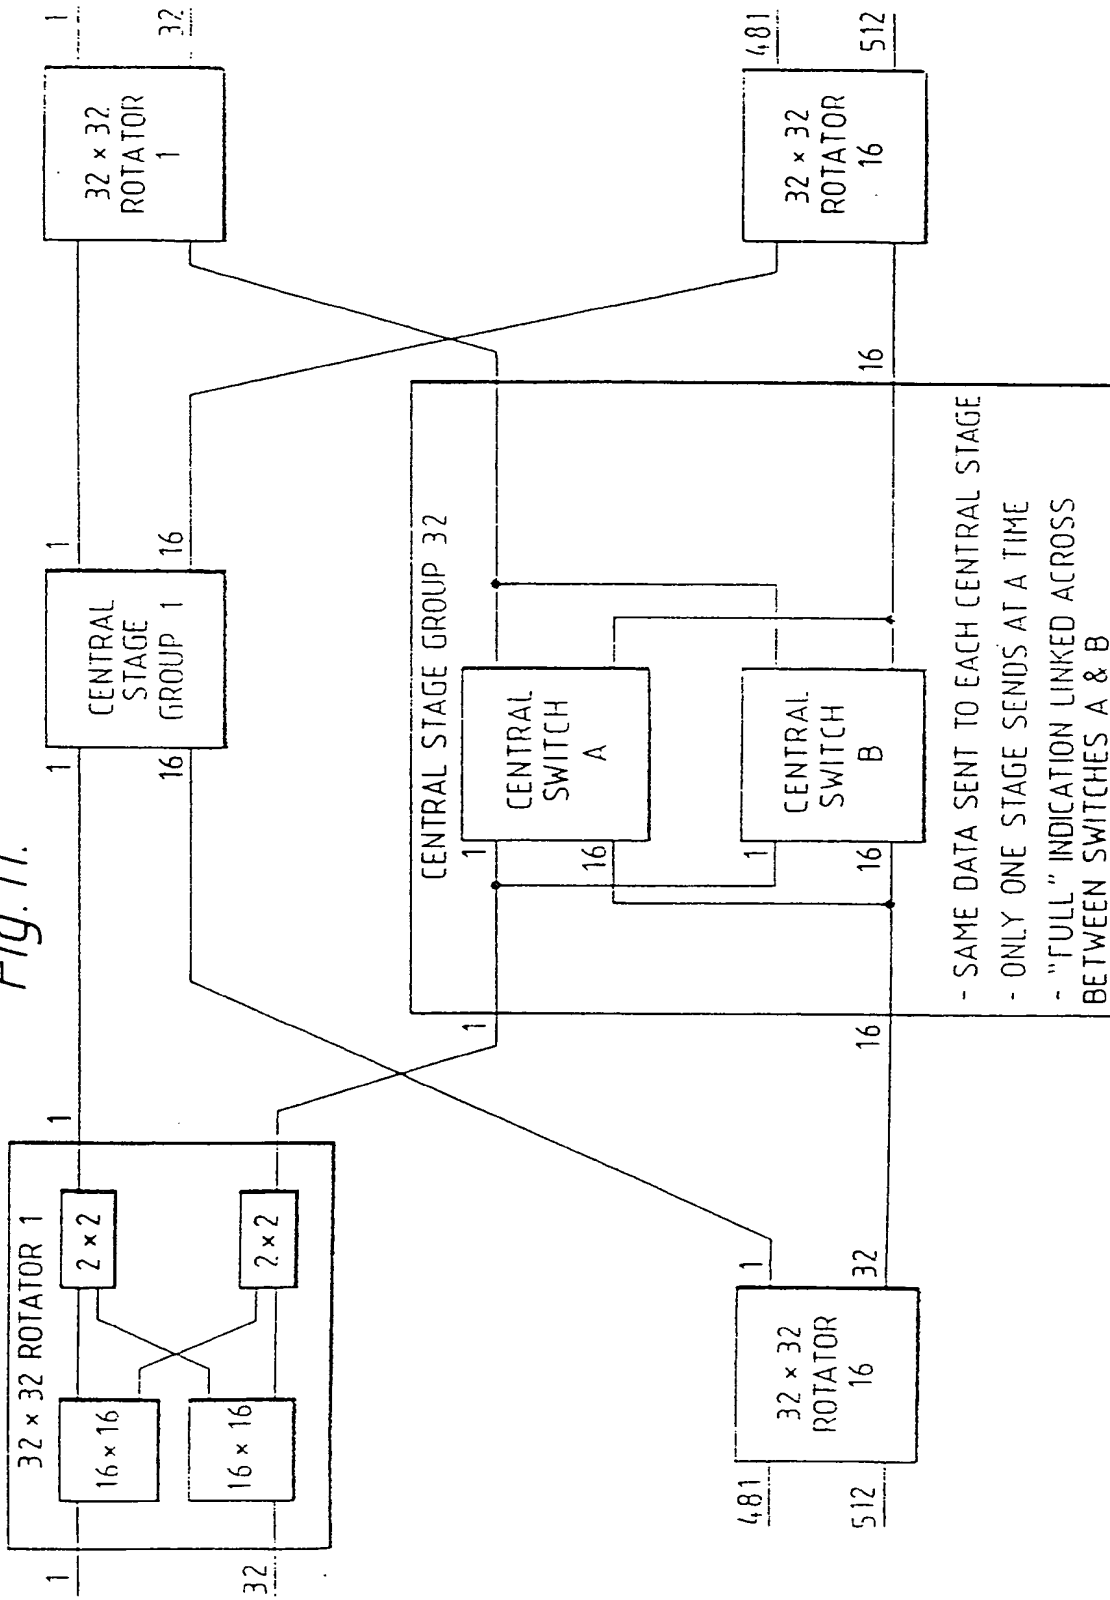 Fig. 11.
32 × 32 ROTATOR 1
1
16 × 16
2 × 2
1
32
16 × 16
2 × 2
1
CENTRAL
STAGE
GROUP 1
1
16
16
32 × 32
ROTATOR
1
1
32
CENTRAL STAGE GROUP 32
1
1
CENTRAL
SWITCH
A
16
1
CENTRAL
SWITCH
B
16
16
16
481
32 × 32
ROTATOR
16
1
512
32
32 × 32
ROTATOR
16
481
512
- SAME DATA SENT TO EACH CENTRAL STAGE
- ONLY ONE STAGE SENDS AT A TIME
- "FULL" INDICATION LINKED ACROSS
BETWEEN SWITCHES A & B